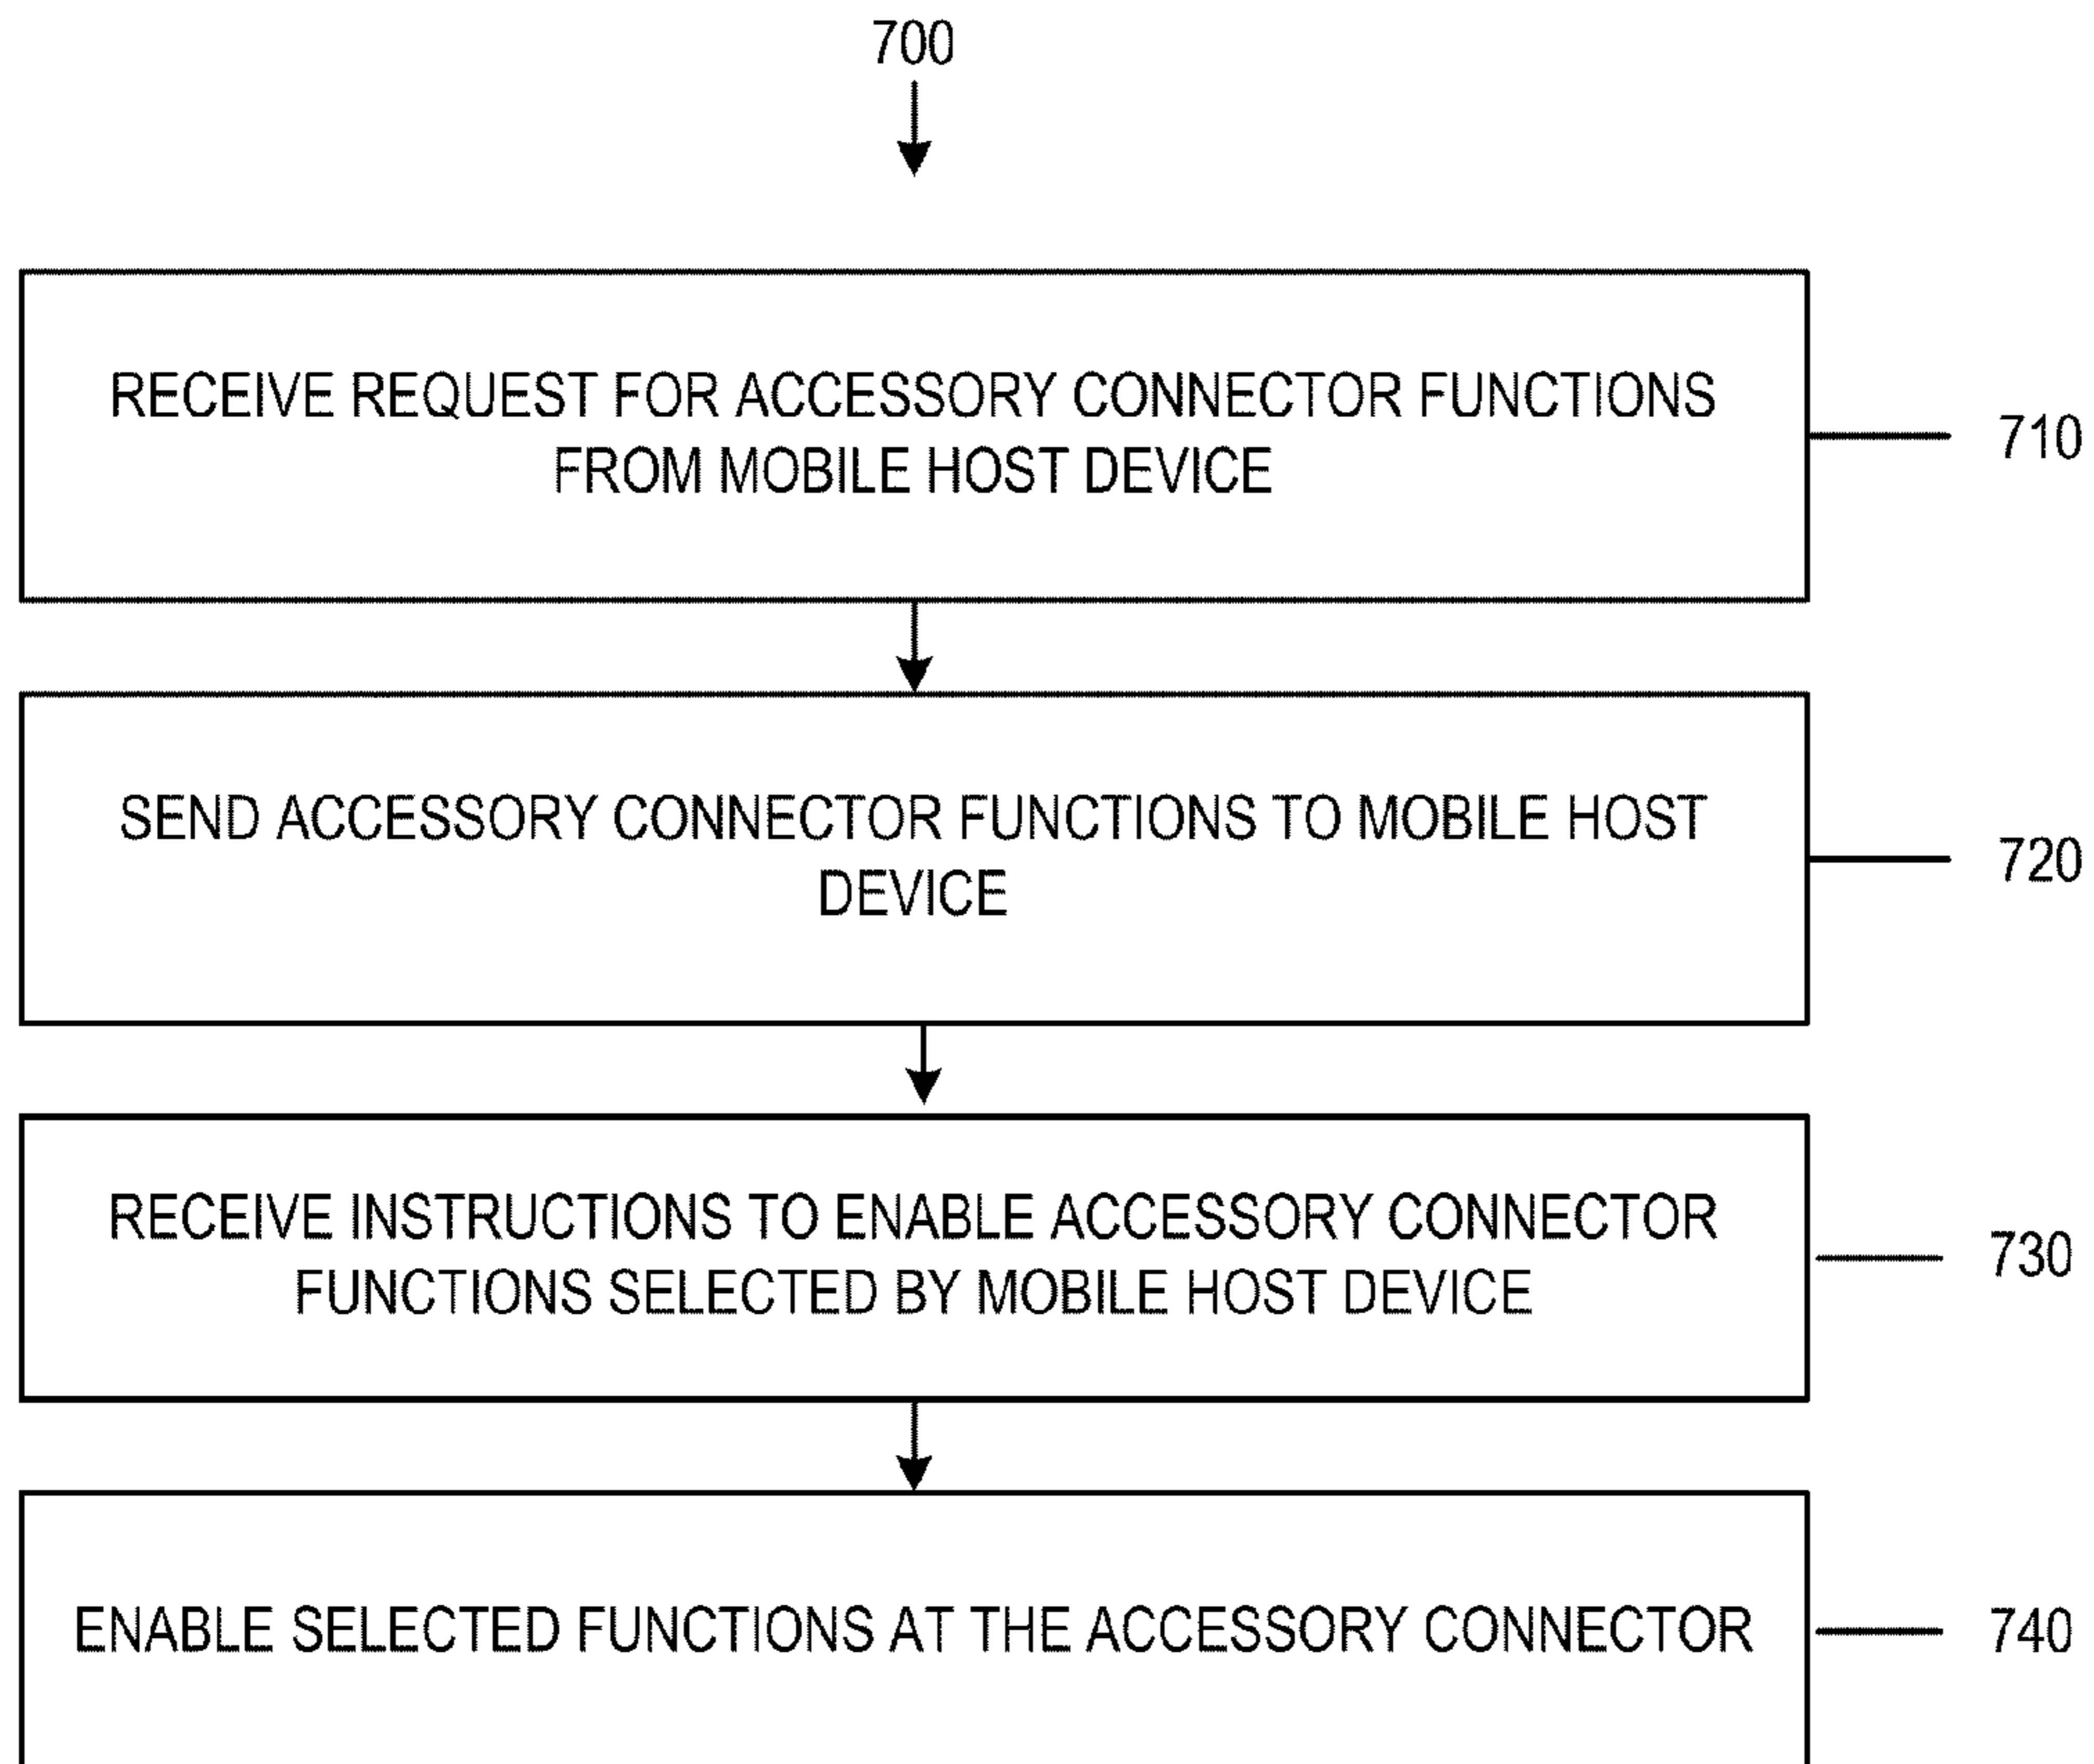 700
RECEIVE REQUEST FOR ACCESSORY CONNECTOR FUNCTIONS
FROM MOBILE HOST DEVICE
710
SEND ACCESSORY CONNECTOR FUNCTIONS TO MOBILE HOST
DEVICE
720
RECEIVE INSTRUCTIONS TO ENABLE ACCESSORY CONNECTOR
FUNCTIONS SELECTED BY MOBILE HOST DEVICE
730
ENABLE SELECTED FUNCTIONS AT THE ACCESSORY CONNECTOR
740